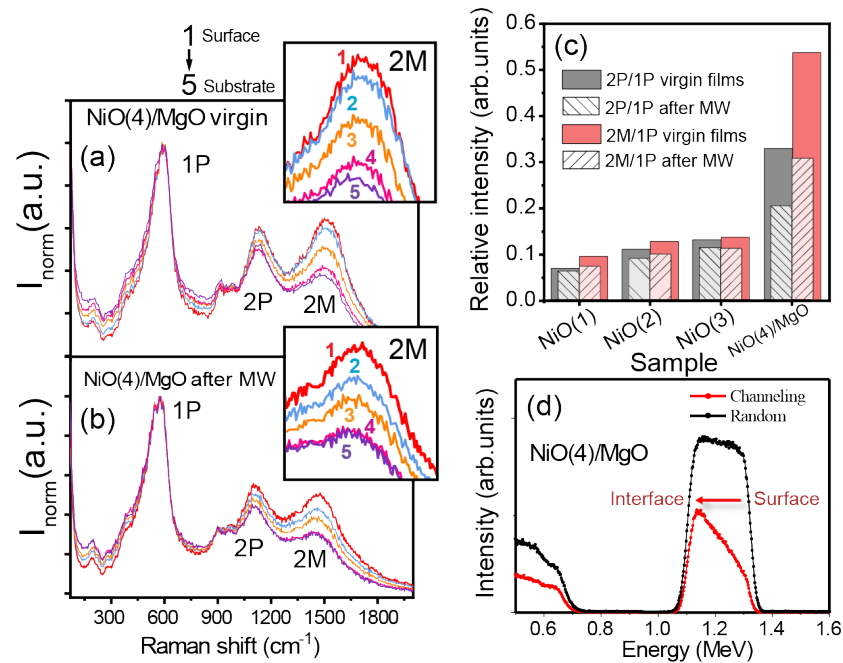 1 Surface
5 Substrate
NiO(4)/MgO virgin
(a)
1P
2P
2M
I norm (a.u.)
2M
1
2
3
4
5
NiO(4)/MgO after MW
(b)
1P
2P
2M
I norm (a.u.)
2M
1
2
3
4
5
300 600 900 1200 1500 1800
Raman shift (cm⁻¹)
(c)
Relative intensity (arb.units)
0.6
0.5
0.4
0.3
0.2
0.1
0.0
2P/1P virgin films
2P/1P after MW
2M/1P virgin films
2M/1P after MW
NiO(1) NiO(2) NiO(3) NiO(4)/MgO
Sample
(d)
Channeling
Random
NiO(4)/MgO
Interface Surface
Intensity (arb.units)
0.6 0.8 1.0 1.2 1.4 1.6
Energy (MeV)